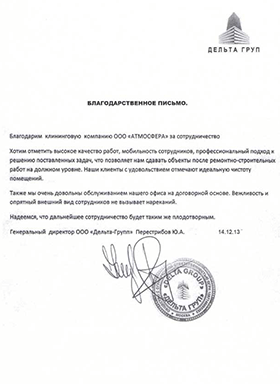 ДЕЛЬТА ГРУП
БЛАГОДАРСТВЕННОЕ ПИСЬМО.
Благодарим клининговую компанию ООО «АТМОСФЕРА» за сотрудничество
Хотим отметить высокое качество работ, мобильность сотрудников, профессиональный подход к
решению поставленных задач, что позволяет нам сдавать объекты после ремонтно-строительных
работ на должном уровне. Наши клиенты с удовольствием отмечают идеальную чистоту
помещений.
Также мы очень довольны обслуживанием нашего офиса на договорной основе. Вежливость и
опрятный внешний вид сотрудников не вызывает нареканий.
Надеемся, что дальнейшее сотрудничество будет таким же плодотворным.
Генеральный директор ООО «Дельта-Групп» Перестрибов Ю.А. 14.12.13
«DELTA GROUP»
«ДЕЛЬТА ГРУП»
МОСКВА